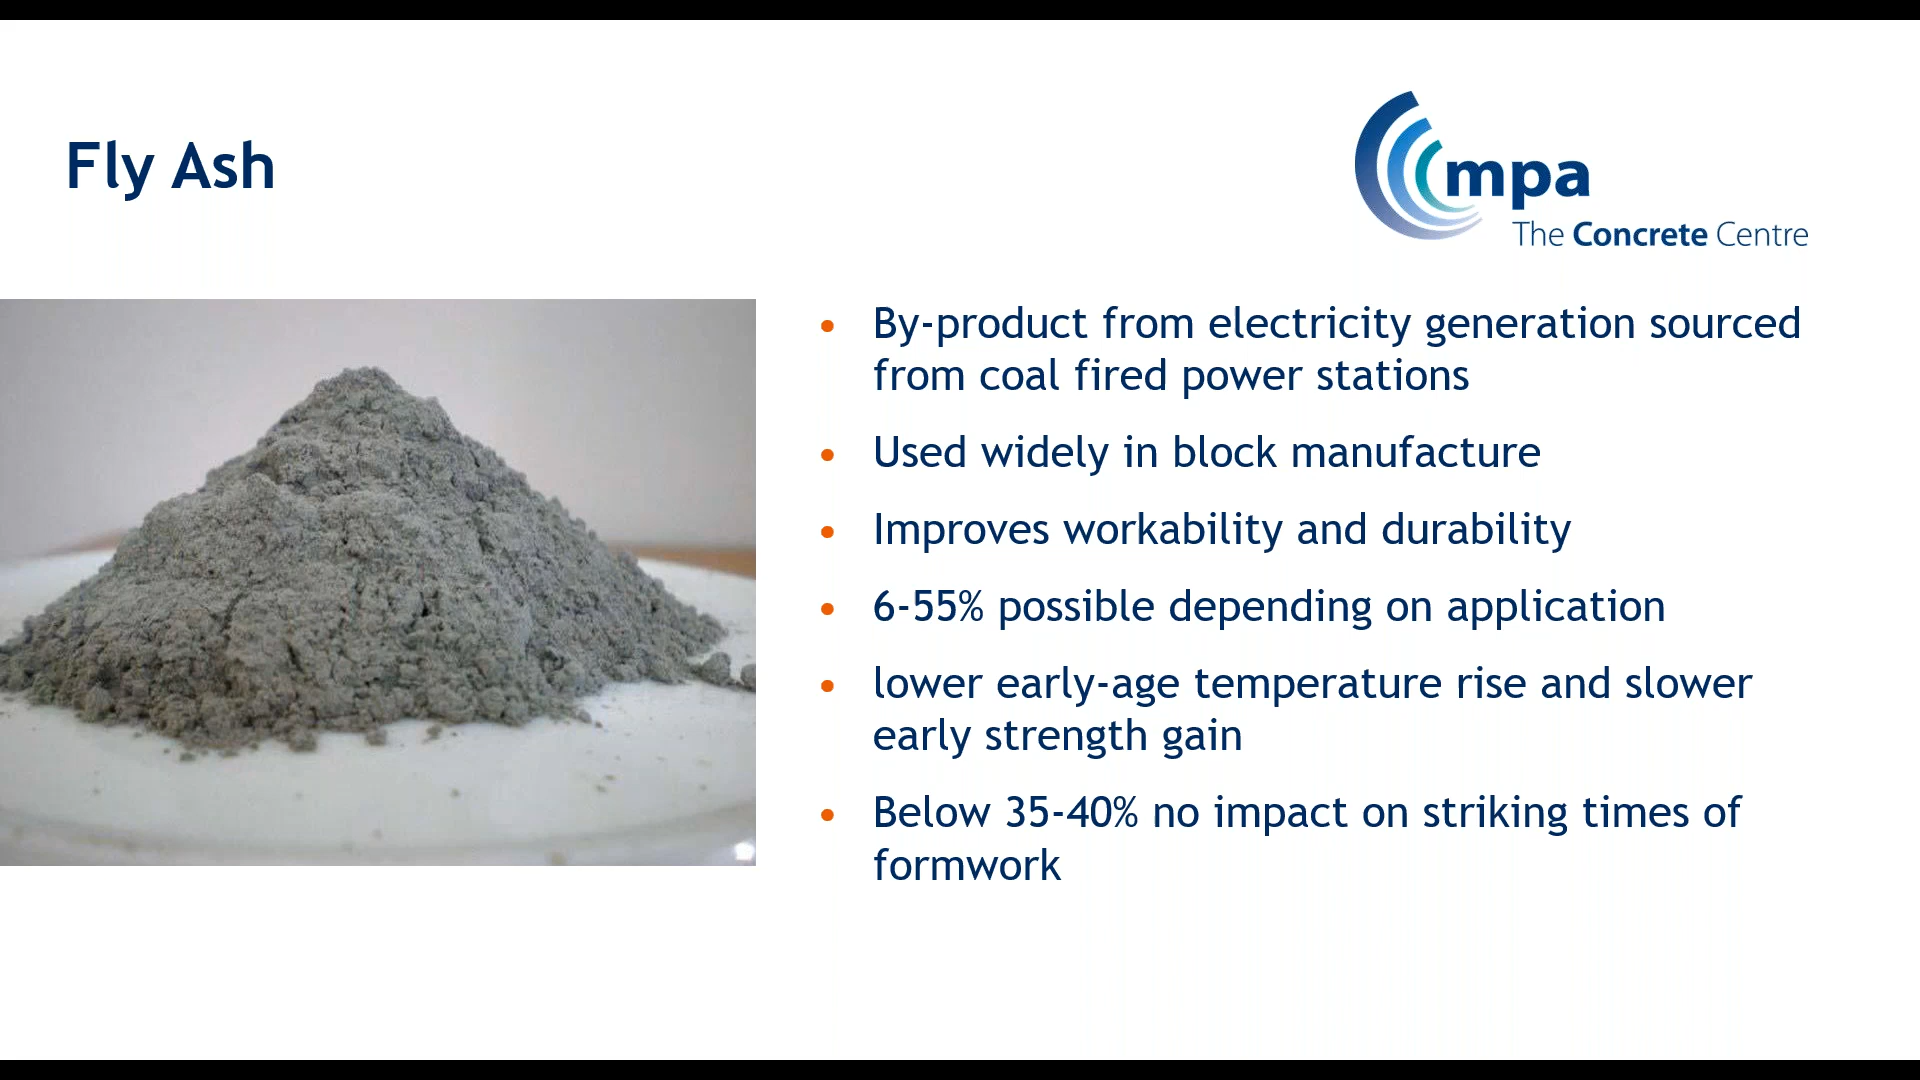 Fly Ash
mpa
The Concrete Centre
• By-product from electricity generation sourced
from coal fired power stations
• Used widely in block manufacture
• Improves workability and durability
• 6-55% possible depending on application
• lower early-age temperature rise and slower
early strength gain
• Below 35-40% no impact on striking times of
formwork